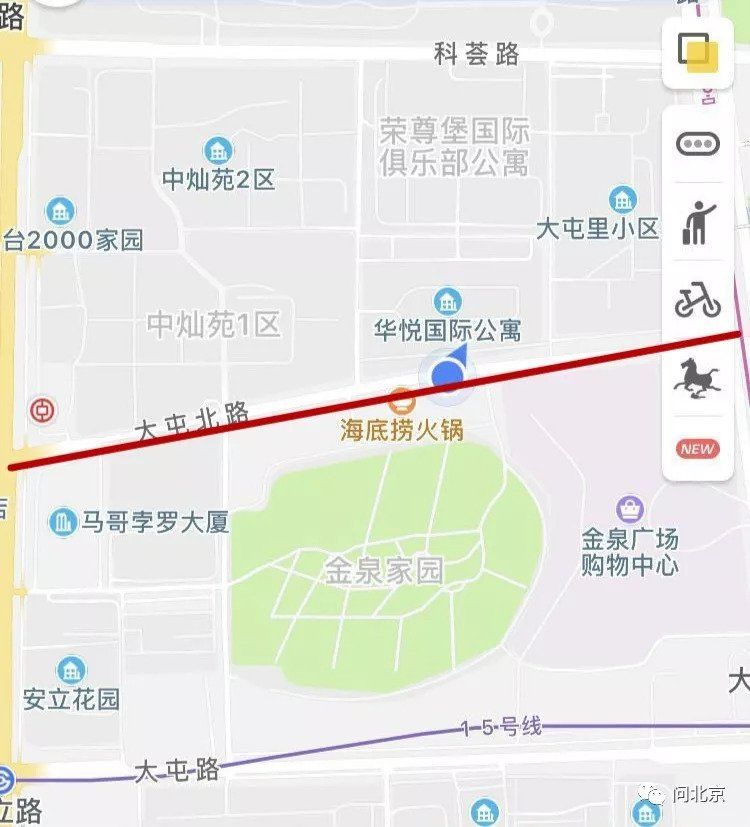 路
科荟路
荣尊堡国际
俱乐部公寓
中灿苑2区
大屯里小区
台2000家园
中灿苑1区
华悦国际公寓
大屯北路
海底捞火锅
NEW
马哥孛罗大厦
金泉广场
购物中心
金泉家园
安立花园
大
15号线
大屯路
立路
问北京